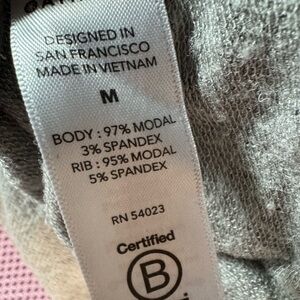 DESIGNED IN
SAN FRANCISCO
MADE IN VIETNAM
M
BODY : 97% MODAL
3% SPANDEX
RIB : 95% MODAL
5% SPANDEX
RN 54023
Certified
B